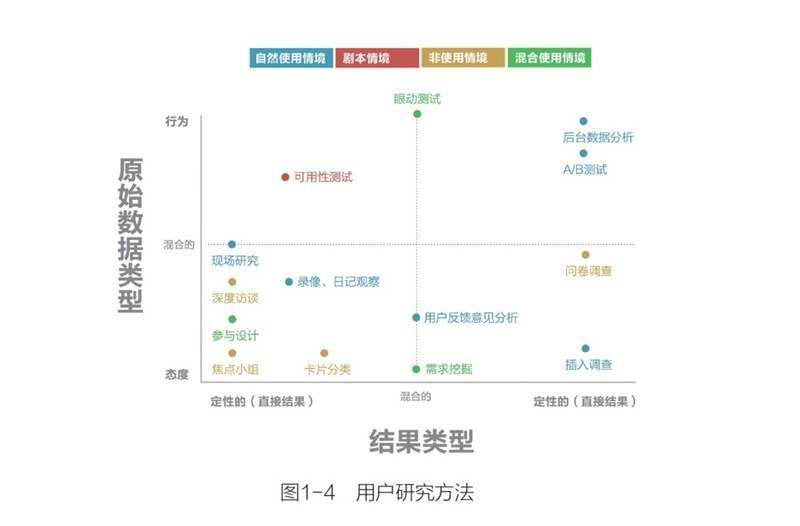 自然使用情境 剧本情境 非使用情境 混合使用情境
眼动测试
行为
后台数据分析
A/B测试
可用性测试
原始数据类型
混合的
现场研究
问卷调查
录像、日记观察
深度访谈
用户反馈意见分析
参与设计
插入调查
焦点小组
卡片分类
需求挖掘
态度
定性的（直接结果）
混合的
定性的（直接结果）
结果类型
图1-4 用户研究方法